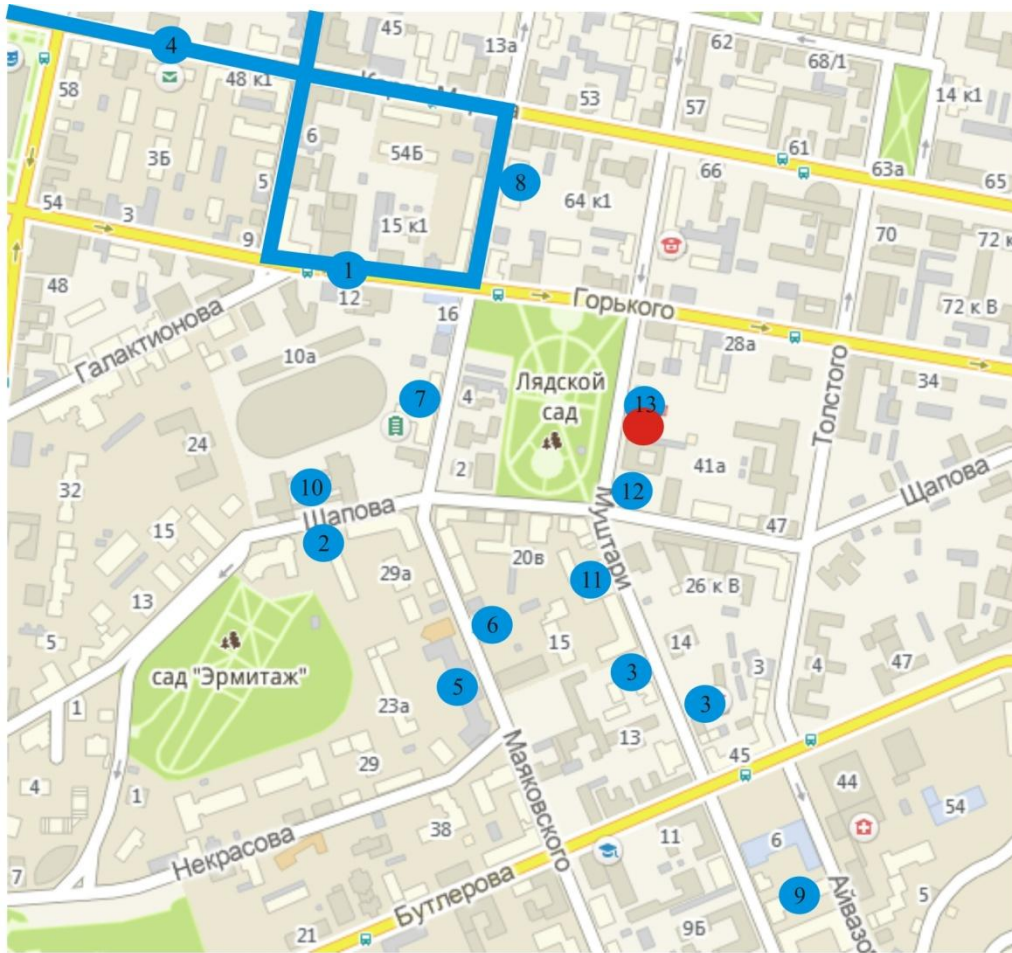 45
13а
62
68/1
4
58
48 к1
53
57
14 к1
6
3Б
54Б
61
5
8
66
63а
65
54
3
64 к1
15 к1
9
70
72 к
1
48
12
Горького
16
72 к В
Галактионова
10а
28а
34
Лядской
сад
7
4
13
Толстого
24
2
41а
Щапова
32
10
12
Щапова
47
15
2
Муштари
29а
20в
11
26 к В
13
6
5
15
14
сад "Эрмитаж"
3
3
4
47
5
23а
3
1
13
Маяковского
29
45
4
1
44
54
Некрасова
38
11
6
7
Бутлерова
9
5
21
9Б
Айвазо